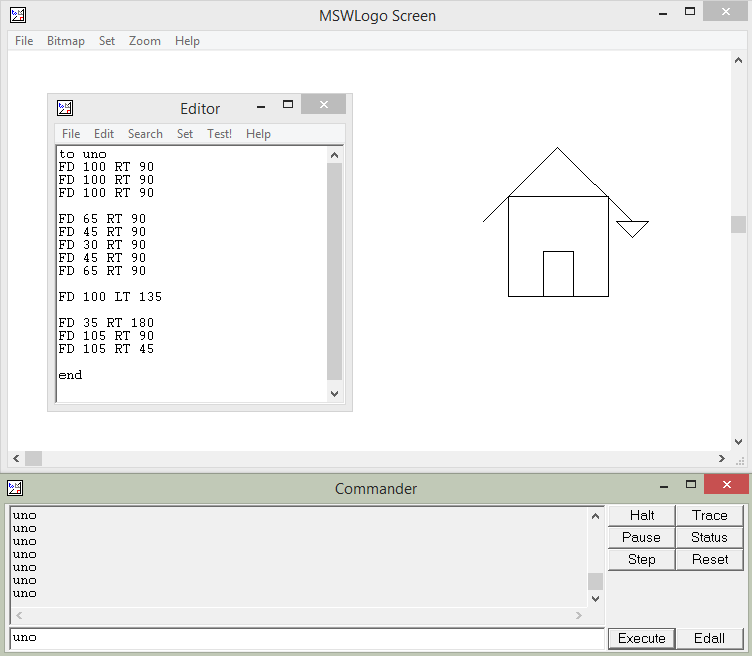 MSWLogo Screen
File Bitmap Set Zoom Help
Editor
File Edit Search Set Test! Help
to uno
FD 100 RT 90
FD 100 RT 90
FD 100 RT 90
FD 65 RT 90
FD 45 RT 90
FD 30 RT 90
FD 45 RT 90
FD 65 RT 90
FD 100 LT 135
FD 35 RT 180
FD 105 RT 90
FD 105 RT 45
end
Commander
uno
uno
uno
uno
uno
uno
uno
Halt Trace
Pause Status
Step Reset
uno
Execute Edall